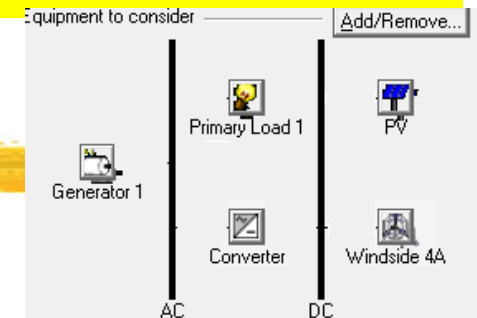 Equipment to consider
Add/Remove...
Primary Load 1
PV
Generator 1
Converter
Windside 4A
AC
DC